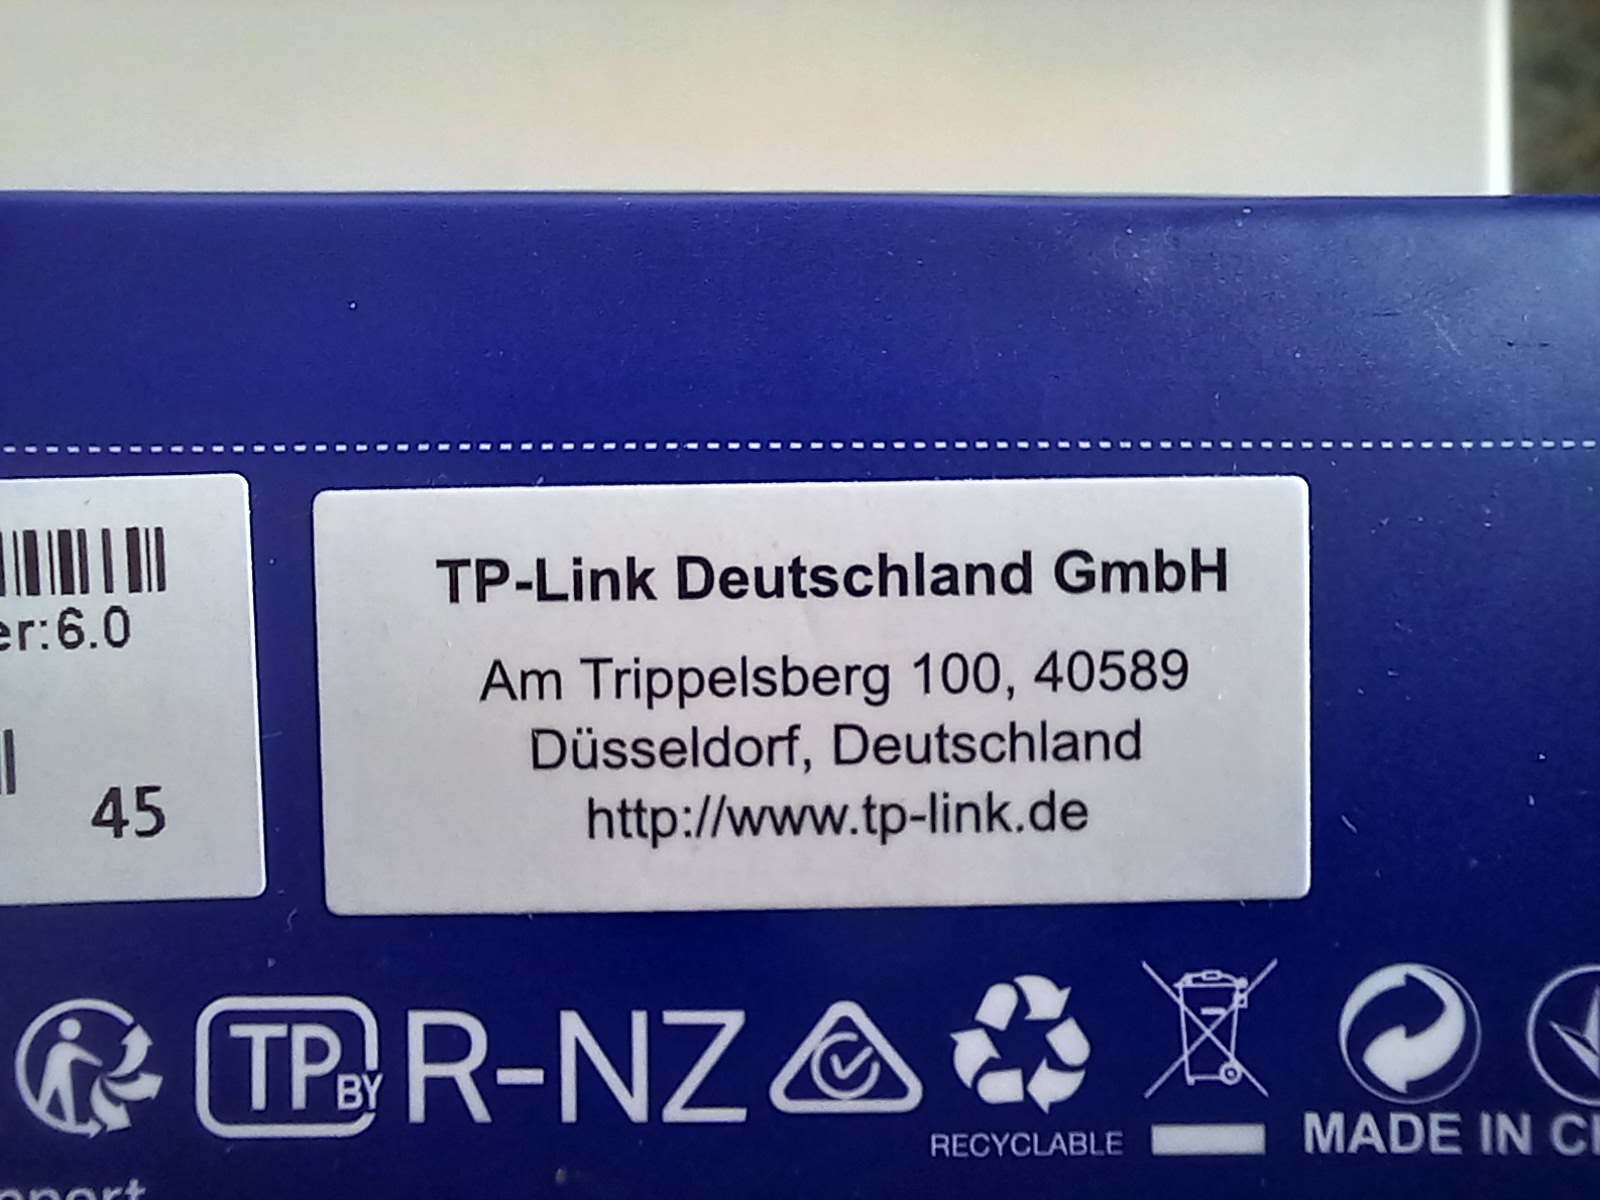 TP-Link Deutschland GmbH
Am Trippelsberg 100, 40589
Düsseldorf, Deutschland
http://www.tp-link.de
er:6.0
45
TP BY R-NZ
RECYCLABLE
MADE IN